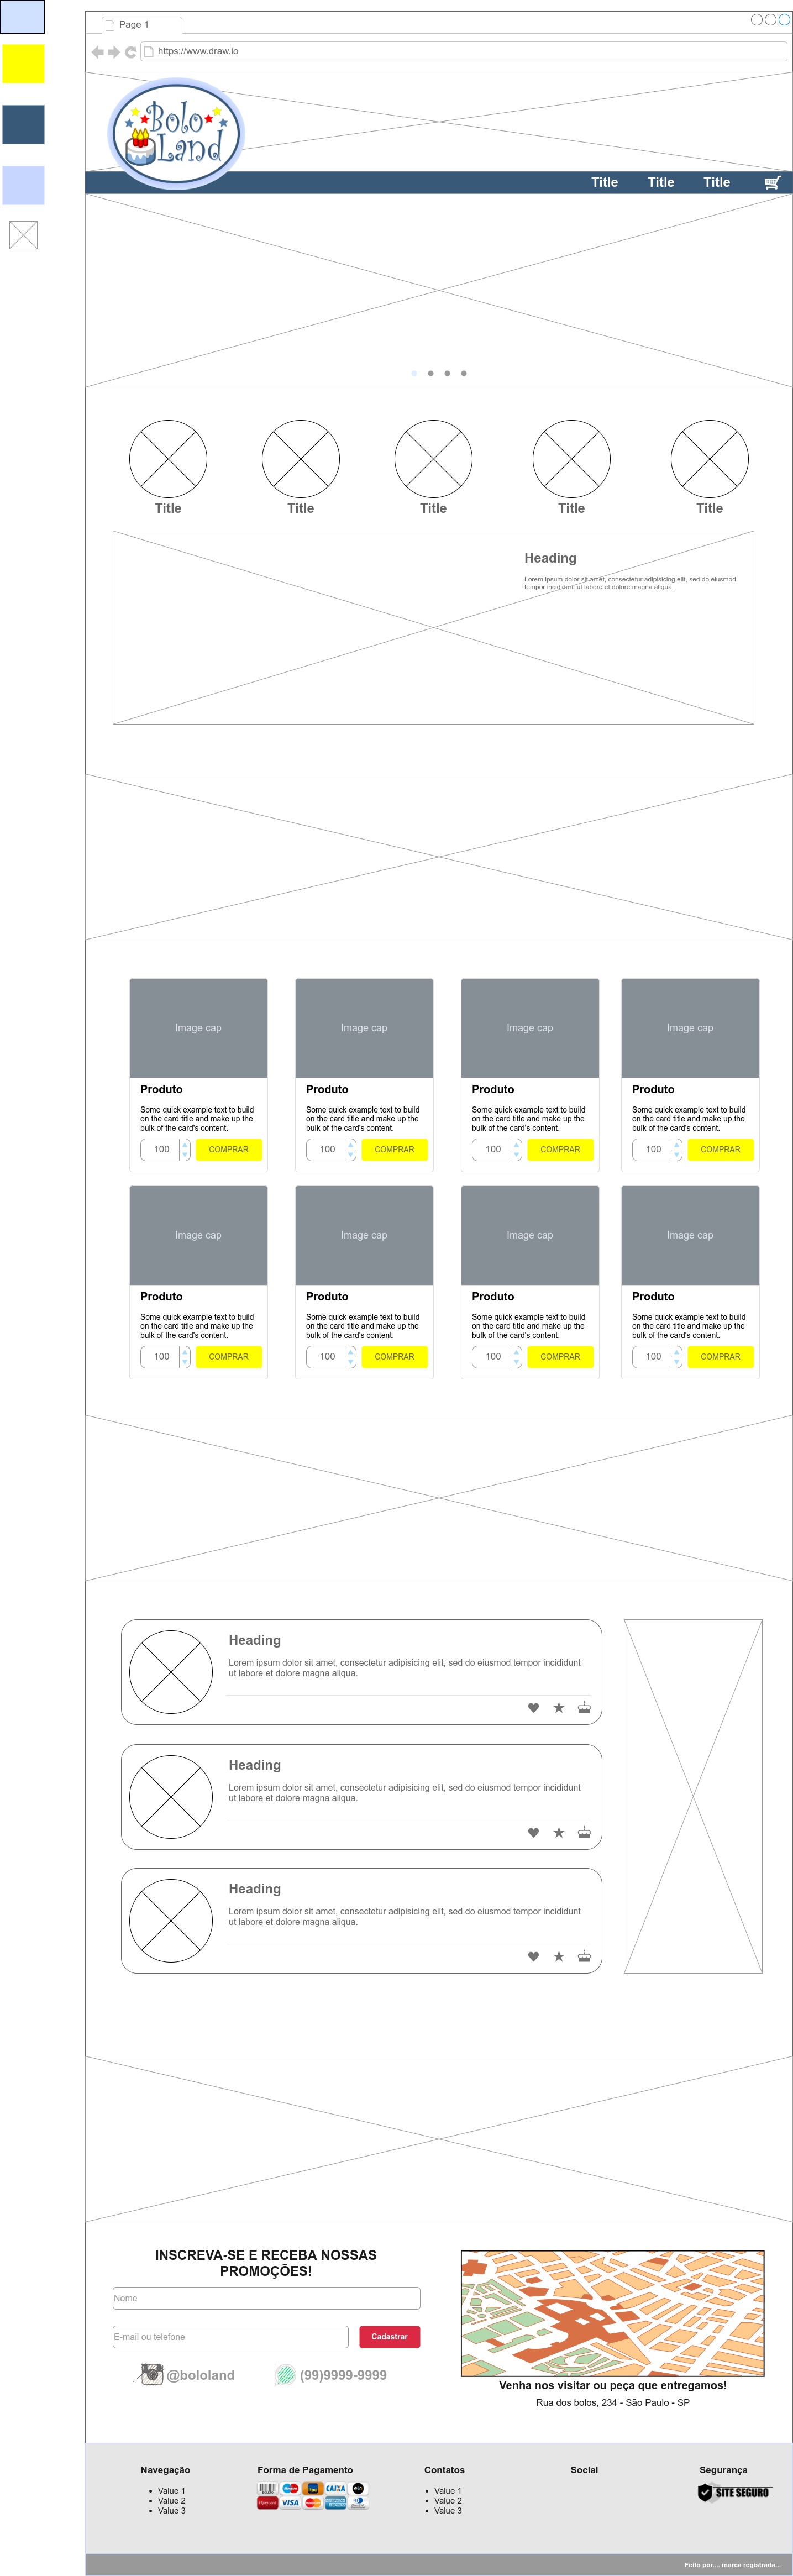 Page 1
https://www.draw.io
Bolo
Land
Title Title Title
Title Title Title Title Title
Heading
Lorem ipsum dolor sit amet, consectetur adipisicing elit, sed do eiusmod
tempor incididunt ut labore et dolore magna aliqua.
Image cap Image cap Image cap Image cap
Produto Produto Produto Produto
Some quick example text to build Some quick example text to build Some quick example text to build Some quick example text to build
on the card title and make up the on the card title and make up the on the card title and make up the on the card title and make up the
bulk of the card's content. bulk of the card's content. bulk of the card's content. bulk of the card's content.
100 COMPRAR 100 COMPRAR 100 COMPRAR 100 COMPRAR
Image cap Image cap Image cap Image cap
Produto Produto Produto Produto
Some quick example text to build Some quick example text to build Some quick example text to build Some quick example text to build
on the card title and make up the on the card title and make up the on the card title and make up the on the card title and make up the
bulk of the card's content. bulk of the card's content. bulk of the card's content. bulk of the card's content.
100 COMPRAR 100 COMPRAR 100 COMPRAR 100 COMPRAR
Heading
Lorem ipsum dolor sit amet, consectetur adipisicing elit, sed do eiusmod tempor incididunt
ut labore et dolore magna aliqua.
Heading
Lorem ipsum dolor sit amet, consectetur adipisicing elit, sed do eiusmod tempor incididunt
ut labore et dolore magna aliqua.
Heading
Lorem ipsum dolor sit amet, consectetur adipisicing elit, sed do eiusmod tempor incididunt
ut labore et dolore magna aliqua.
INSCREVA-SE E RECEBA NOSSAS
PROMOÇÕES!
Nome
E-mail ou telefone
Cadastrar
@bololand
(99)9999-9999
Venha nos visitar ou peça que entregamos!
Rua dos bolos, 234 - São Paulo - SP
Navegação
Value 1
Value 2
Value 3
Forma de Pagamento
CAIXA
VISA
Contatos
Value 1
Value 2
Value 3
Social
Segurança
SITE SEGURO
Feito por.... marca registrada...